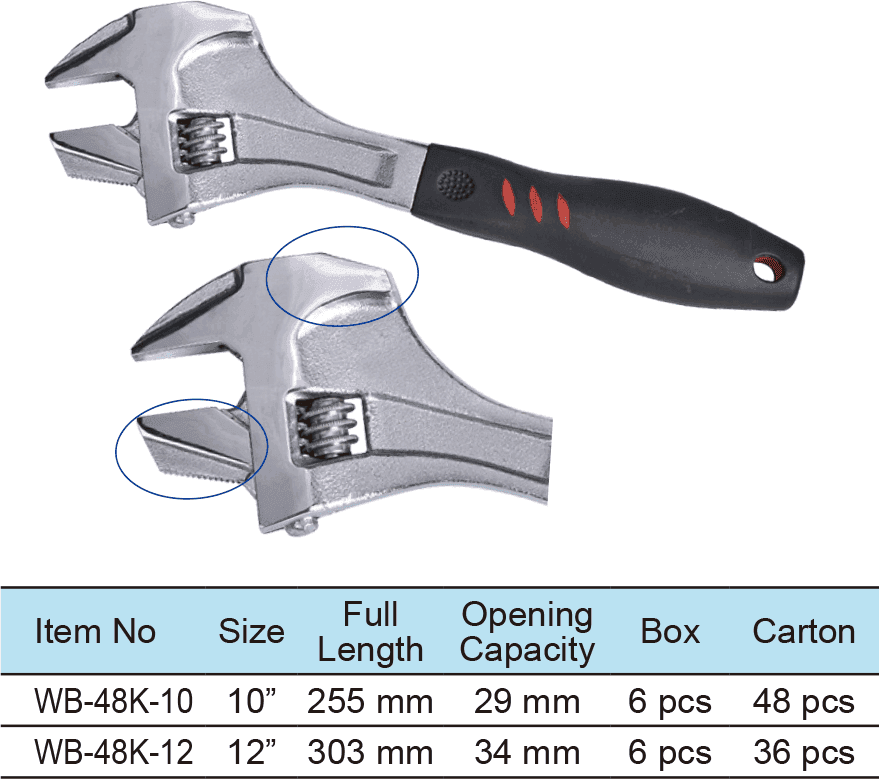 Item No Size Full Length Opening Capacity Box Carton
WB-48K-10 10” 255 mm 29 mm 6 pcs 48 pcs
WB-48K-12 12” 303 mm 34 mm 6 pcs 36 pcs